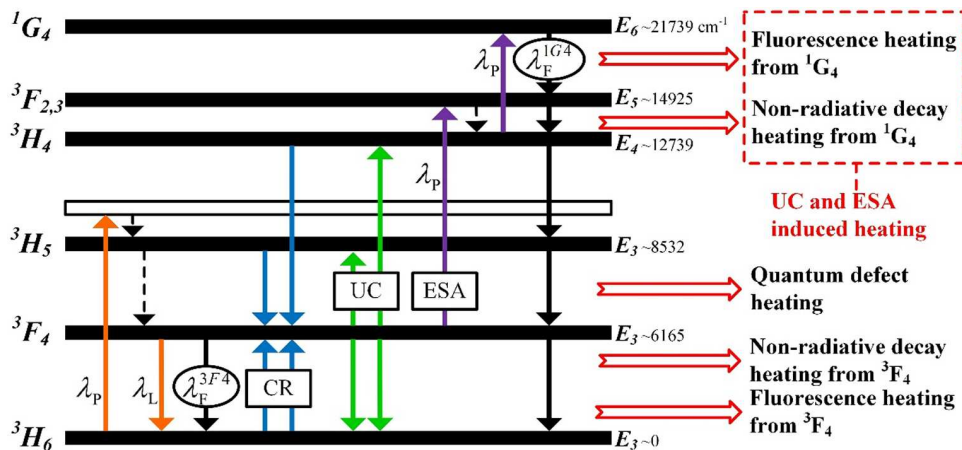 ¹G₄
E₆~21739 cm⁻¹
λ_P
λ_F^1G4
Fluorescence heating
from ¹G₄
³F₂,₃
E₅~14925
Non-radiative decay
heating from ¹G₄
³H₄
E₄~12739
λ_P
UC and ESA
induced heating
³H₅
E₃~8532
UC
ESA
Quantum defect
heating
³F₄
E₃~6165
Non-radiative decay
heating from ³F₄
λ_P
λ_L
λ_F^3F4
CR
Fluorescence heating
from ³F₄
³H₆
E₃~0